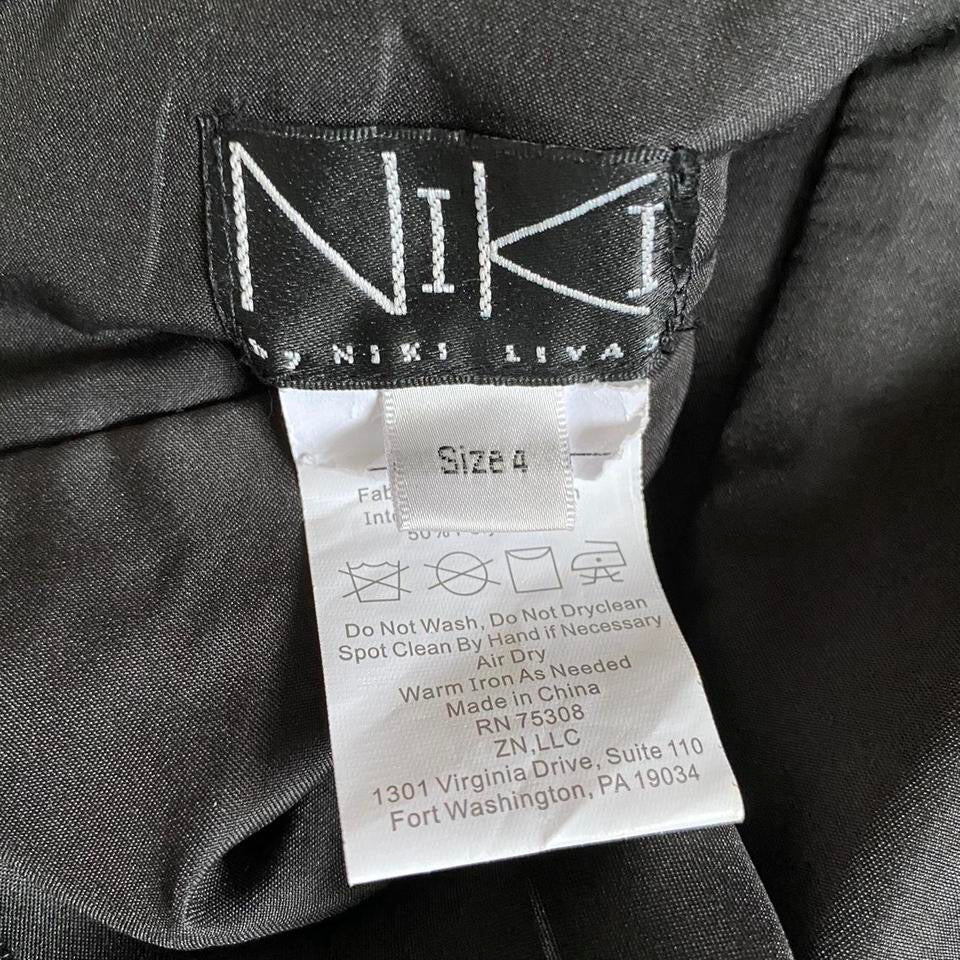 NIKI
by NIKI LIVAS
Size 4
Do Not Wash, Do Not Dryclean
Spot Clean By Hand if Necessary
Air Dry
Warm Iron As Needed
Made in China
RN 75308
ZN,LLC
1301 Virginia Drive, Suite 110
Fort Washington, PA 19034